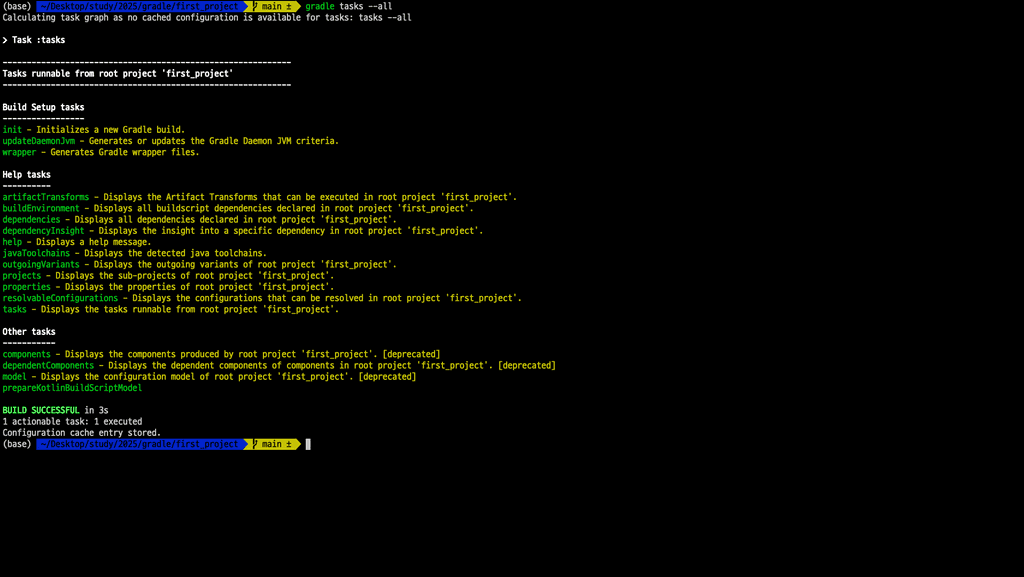 (base) ~/Desktop/study/2025/gradle/first_project main ± gradle tasks --all
Calculating task graph as no cached configuration is available for tasks: tasks --all
> Task :tasks
------------------------------------------------------------
Tasks runnable from root project 'first_project'
------------------------------------------------------------
Build Setup tasks
-----------------
init - Initializes a new Gradle build.
updateDaemonJvm - Generates or updates the Gradle Daemon JVM criteria.
wrapper - Generates Gradle wrapper files.
Help tasks
----------
artifactTransforms - Displays the Artifact Transforms that can be executed in root project 'first_project'.
buildEnvironment - Displays all buildscript dependencies declared in root project 'first_project'.
dependencies - Displays all dependencies declared in root project 'first_project'.
dependencyInsight - Displays the insight into a specific dependency in root project 'first_project'.
help - Displays a help message.
javaToolchains - Displays the detected java toolchains.
outgoingVariants - Displays the outgoing variants of root project 'first_project'.
projects - Displays the sub-projects of root project 'first_project'.
properties - Displays the properties of root project 'first_project'.
resolvableConfigurations - Displays the configurations that can be resolved in root project 'first_project'.
tasks - Displays the tasks runnable from root project 'first_project'.
Other tasks
-----------
components - Displays the components produced by root project 'first_project'. [deprecated]
dependentComponents - Displays the dependent components of components in root project 'first_project'. [deprecated]
model - Displays the configuration model of root project 'first_project'. [deprecated]
prepareKotlinBuildScriptModel
BUILD SUCCESSFUL in 3s
1 actionable task: 1 executed
Configuration cache entry stored.
(base) ~/Desktop/study/2025/gradle/first_project main ±